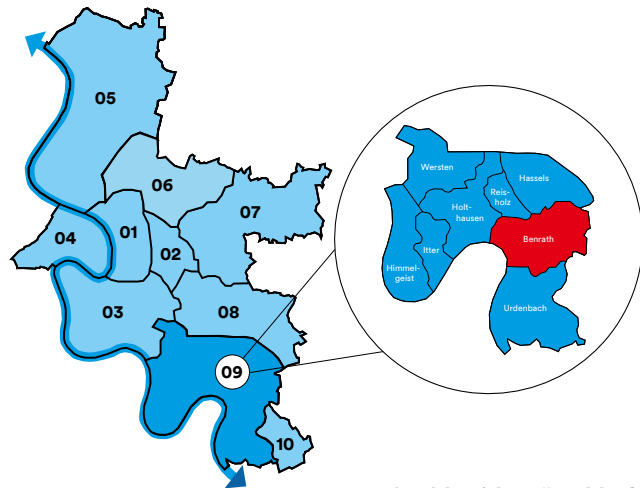 05
06
07
04
01
02
03
08
09
10
Wersten
Hassels
Reis-
holz
Holt-
hausen
Benrath
Itter
Himmel-
geist
Urdenbach